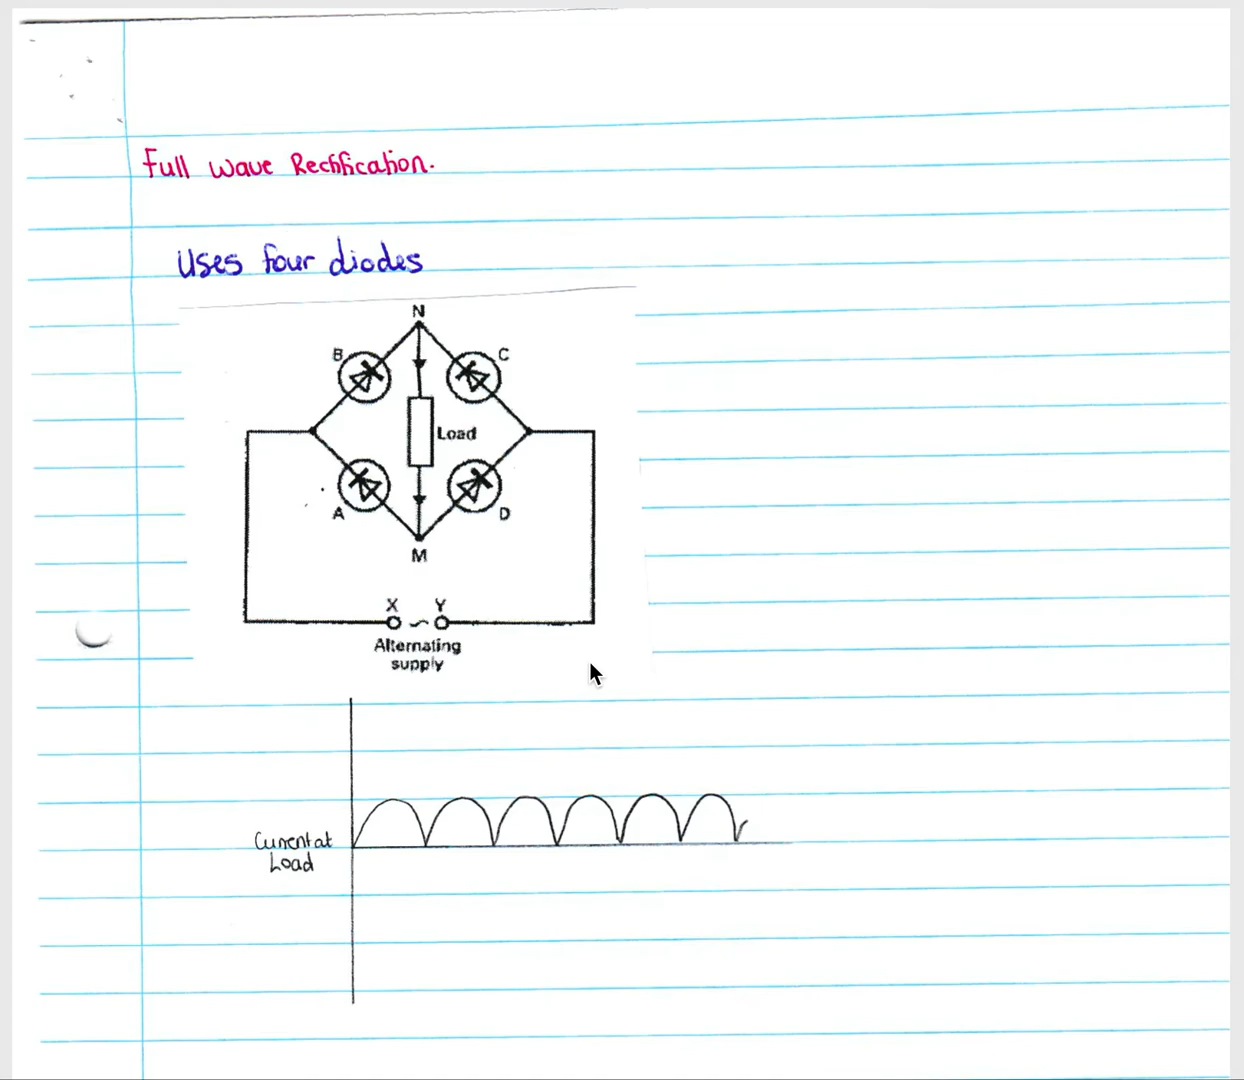 Full Wave Rectification.
Uses four diodes
N
B
C
Load
A
D
M
X Y
Alternating
supply
Current at
Load